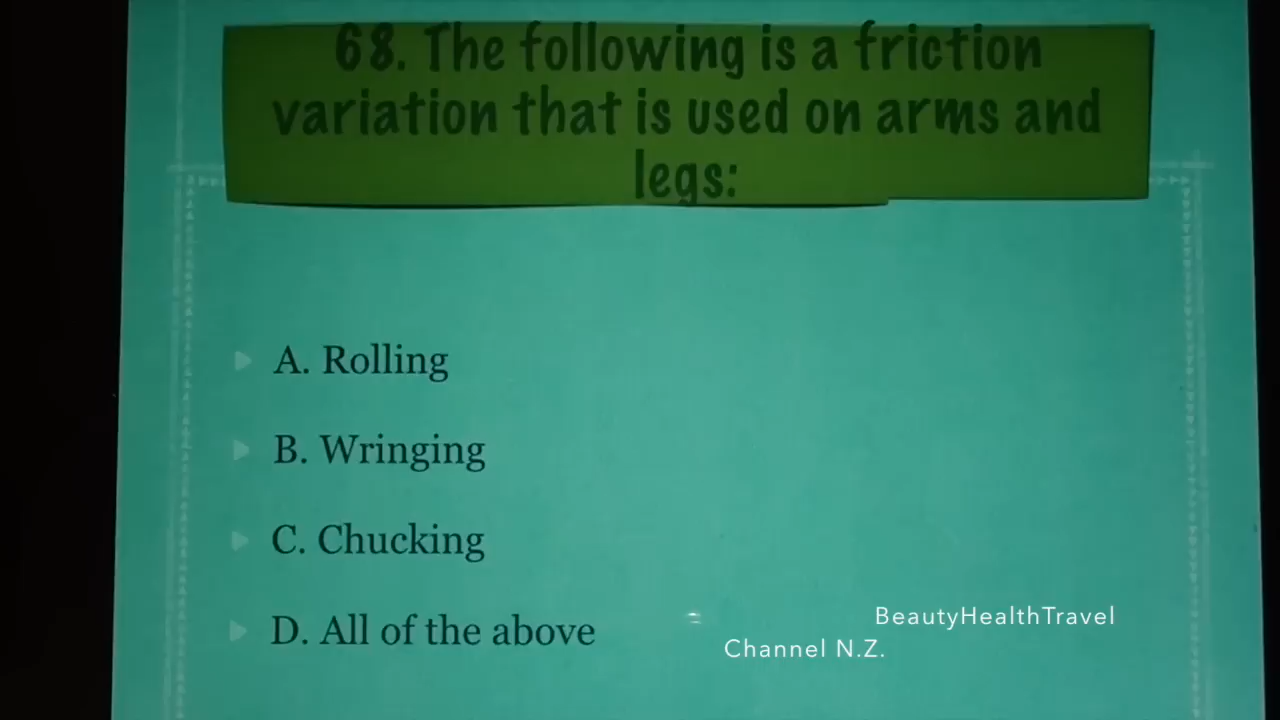 68. The following is a friction
variation that is used on arms and
legs:
A. Rolling
B. Wringing
C. Chucking
D. All of the above
BeautyHealthTravel
Channel N.Z.